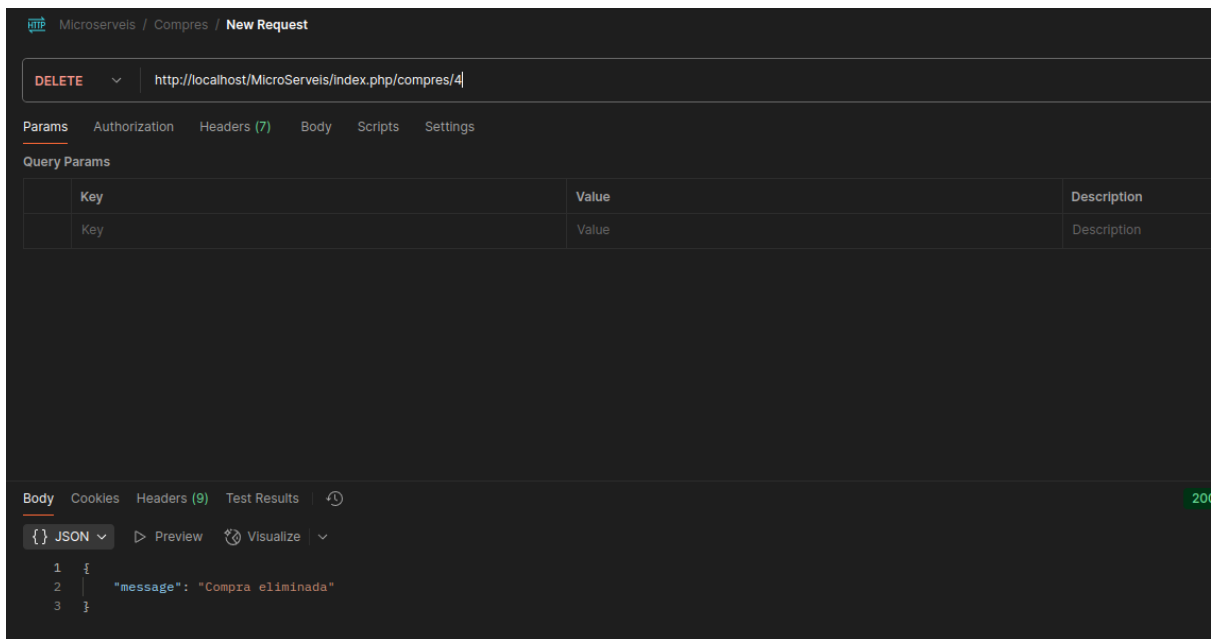 HTTP Microserveis / Compres / New Request
DELETE http://localhost/MicroServeis/index.php/compres/4
Params Authorization Headers (7) Body Scripts Settings
Query Params
Key Value Description
Key Value Description
Body Cookies Headers (9) Test Results 200
{} JSON Preview Visualize
1 {
2 "message": "Compra eliminada"
3 }